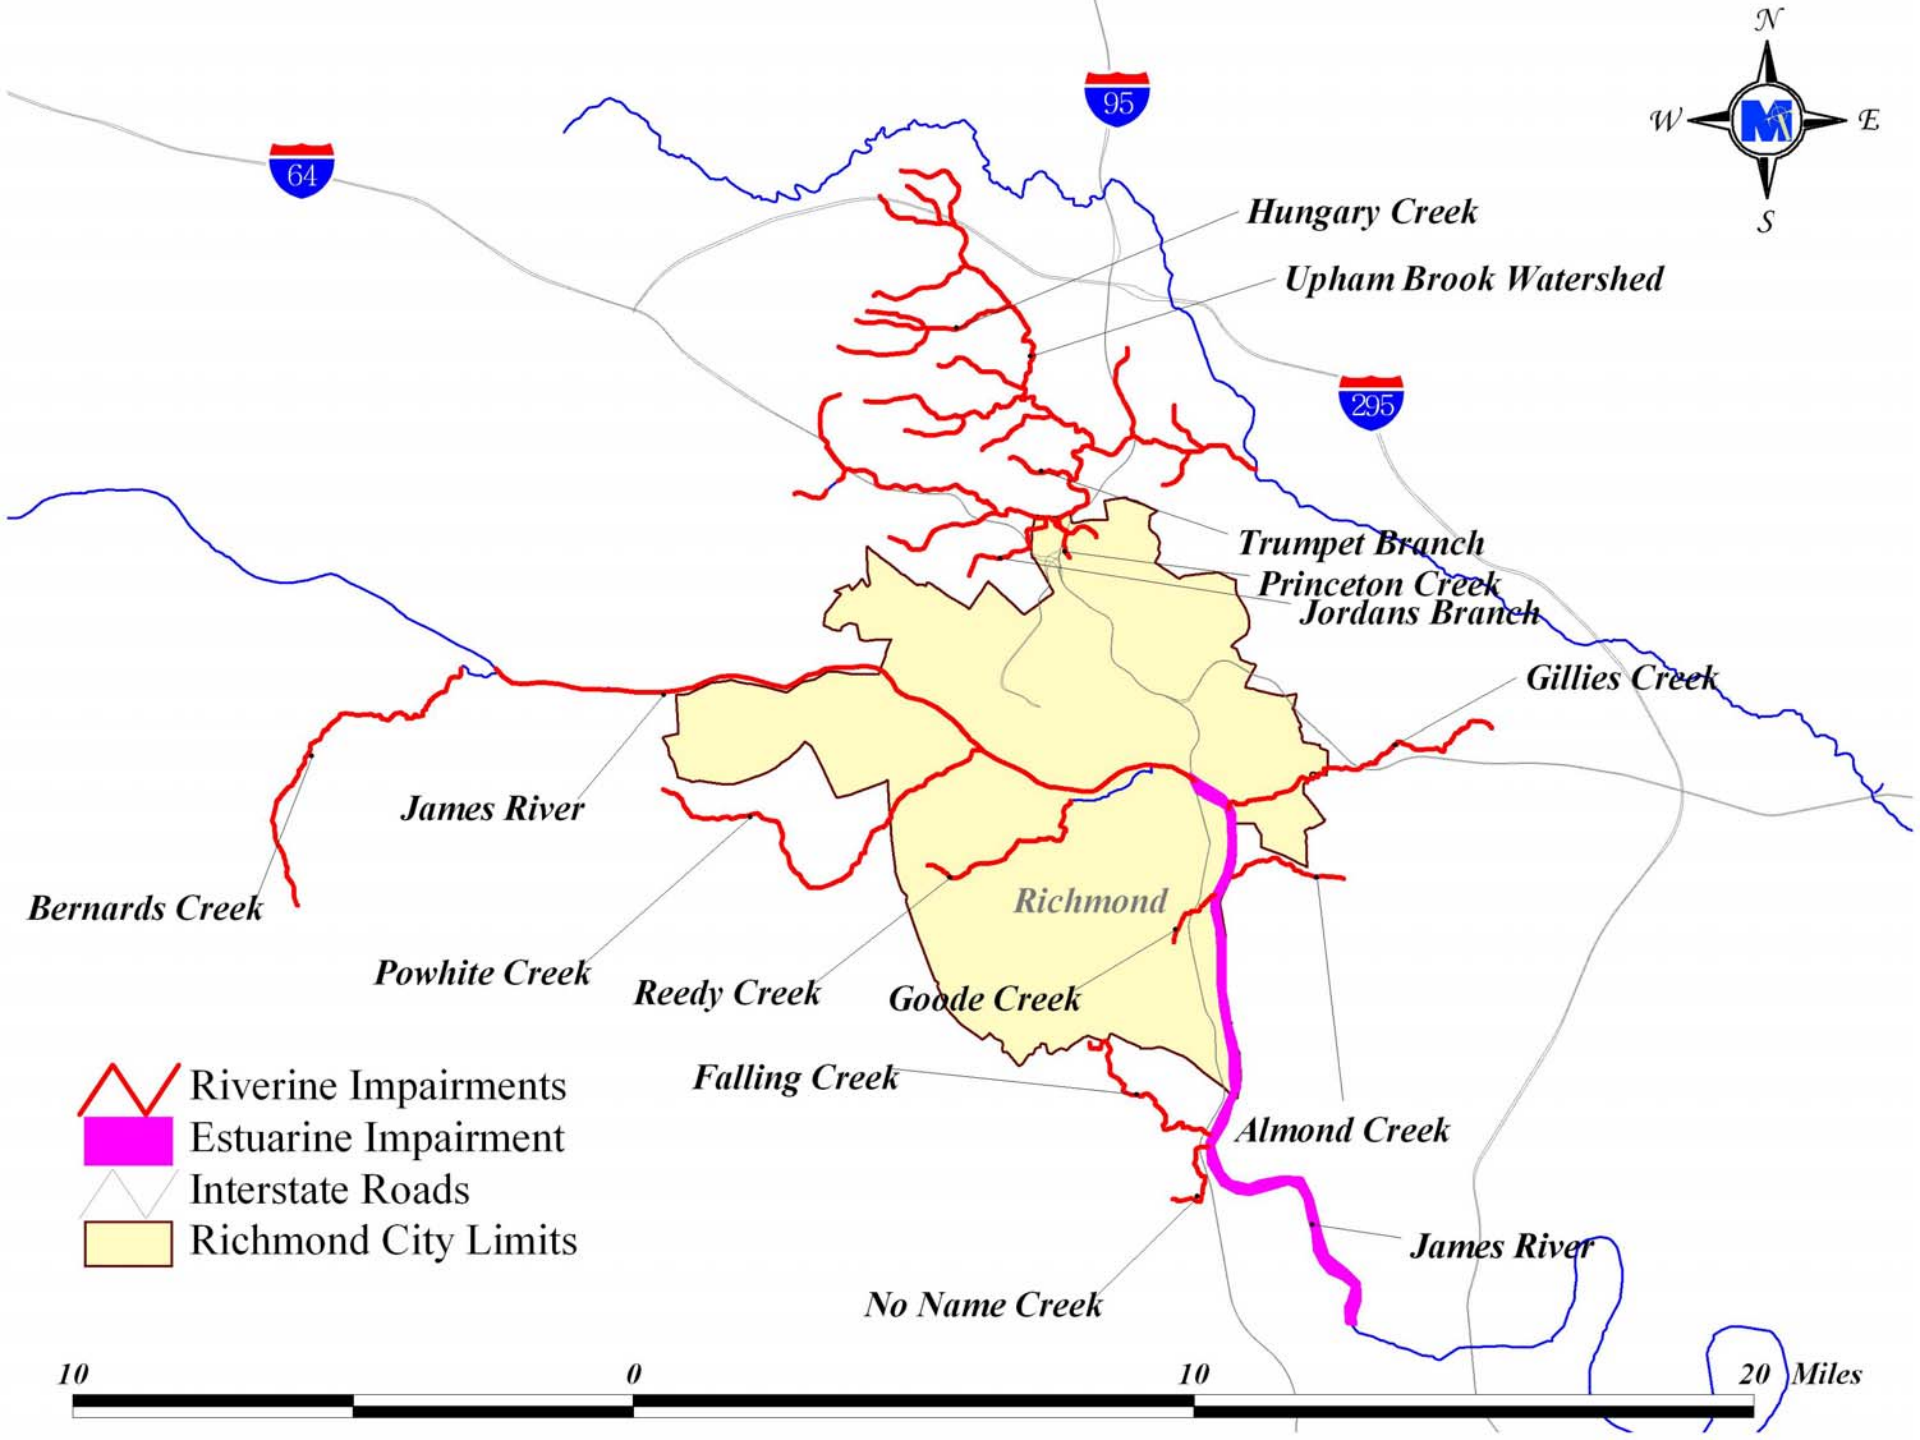 N
95
W
M
E
64
S
Hungary Creek
Upham Brook Watershed
295
Trumpet Branch
Princeton Creek
Jordans Branch
Gillies Creek
James River
Bernards Creek
Richmond
Powhite Creek
Reedy Creek
Goode Creek
Falling Creek
Riverine Impairments
Almond Creek
Estuarine Impairment
Interstate Roads
Richmond City Limits
James River
No Name Creek
10 0 10 20 Miles